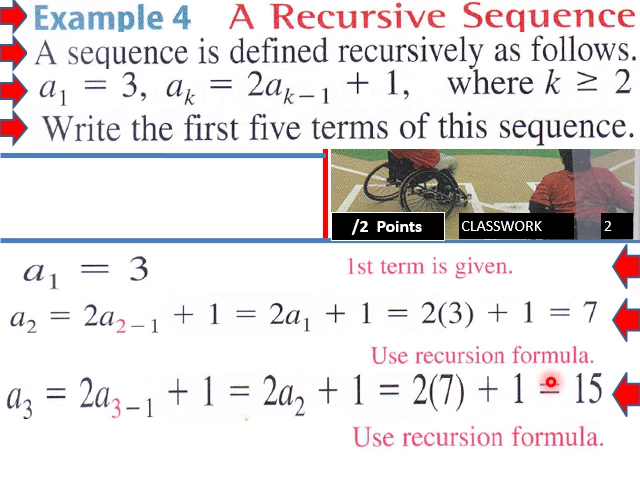 Example 4 A Recursive Sequence
A sequence is defined recursively as follows.
a₁ = 3, aₖ = 2aₖ₋₁ + 1, where k ≥ 2
Write the first five terms of this sequence.
/2 Points CLASSWORK 2
a₁ = 3 1st term is given.
a₂ = 2a₂₋₁ + 1 = 2a₁ + 1 = 2(3) + 1 = 7
Use recursion formula.
a₃ = 2a₃₋₁ + 1 = 2a₂ + 1 = 2(7) + 1 = 15
Use recursion formula.